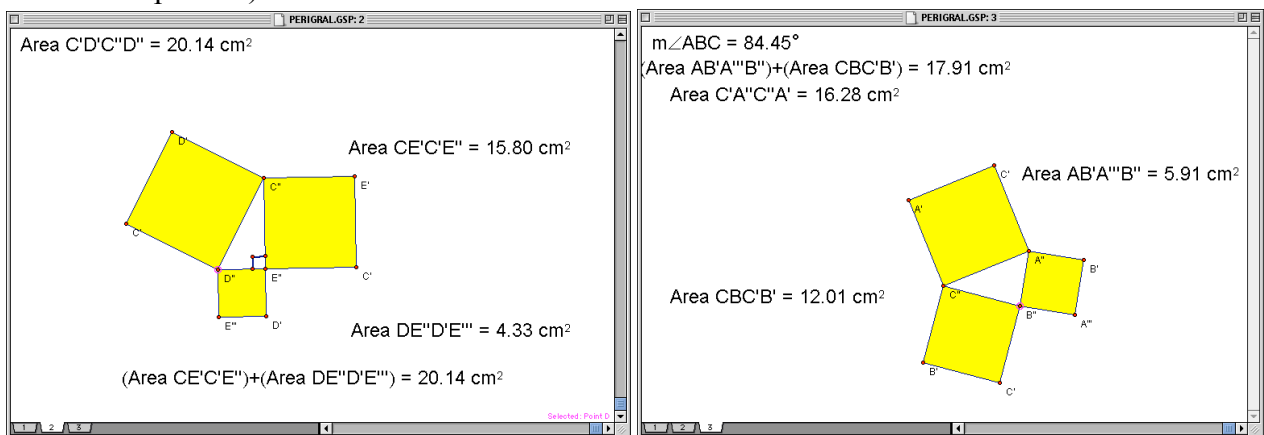 PERIGRAL.GSP: 2
Area C'D'C"D" = 20.14 cm²
D'
Area CE'C'E" = 15.80 cm²
C"
E'
C'
D"
E"
C'
E"
D'
Area DE"D'E'" = 4.33 cm²
(Area CE'C'E")+(Area DE"D'E'") = 20.14 cm²
Selected: Point D
1 2 3
PERIGRAL.GSP: 3
m∠ABC = 84.45°
(Area AB'A'"B")+(Area CBC'B') = 17.91 cm²
Area C'A"C"A' = 16.28 cm²
C'
Area AB'A'"B" = 5.91 cm²
A'
A"
B'
Area CBC'B' = 12.01 cm²
C"
B"
A'"
B'
C'
1 2 3